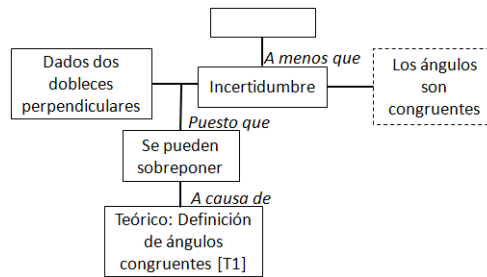 A menos que
Dados dos
dobleces
perpendiculares
Incertidumbre
Los ángulos
son
congruentes
Puesto que
Se pueden
sobreponer
A causa de
Teórico: Definición
de ángulos
congruentes [T1]